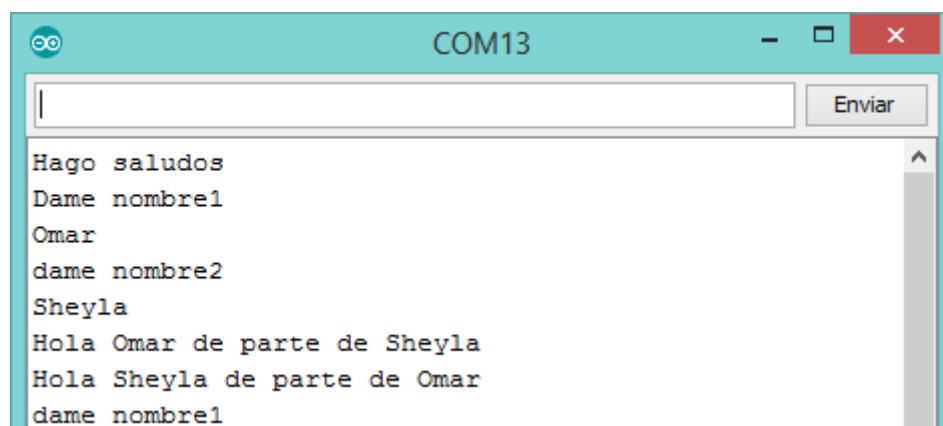 COM13
Enviar
Hago saludos
Dame nombre1
Omar
dame nombre2
Sheyla
Hola Omar de parte de Sheyla
Hola Sheyla de parte de Omar
dame nombre1